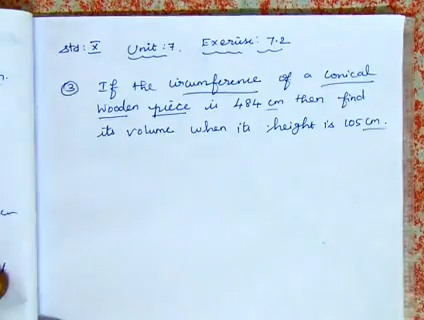 Std: X Unit: 7. Exercise: 7.2
③ If the circumference of a conical
wooden piece is 484 cm then find
its volume when its height is 105 cm.